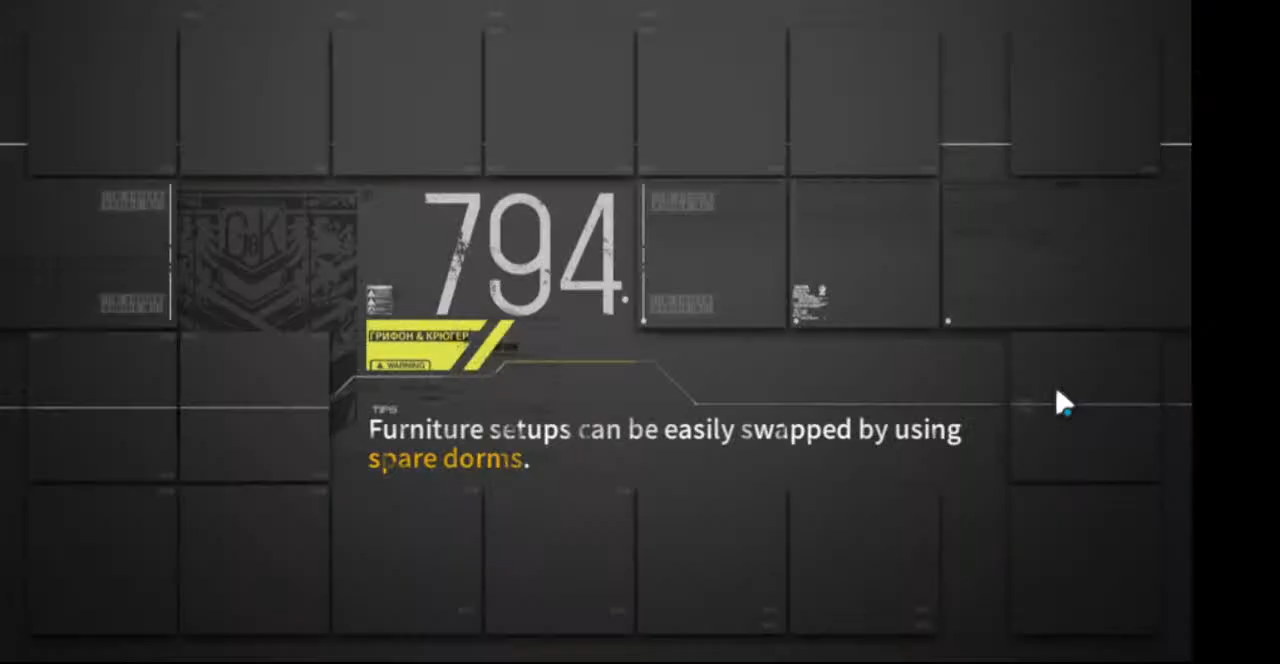 G&K
794.
ГРИФОН & КРЮГЕР
WARNING
TIPS
Furniture setups can be easily swapped by using
spare dorms.